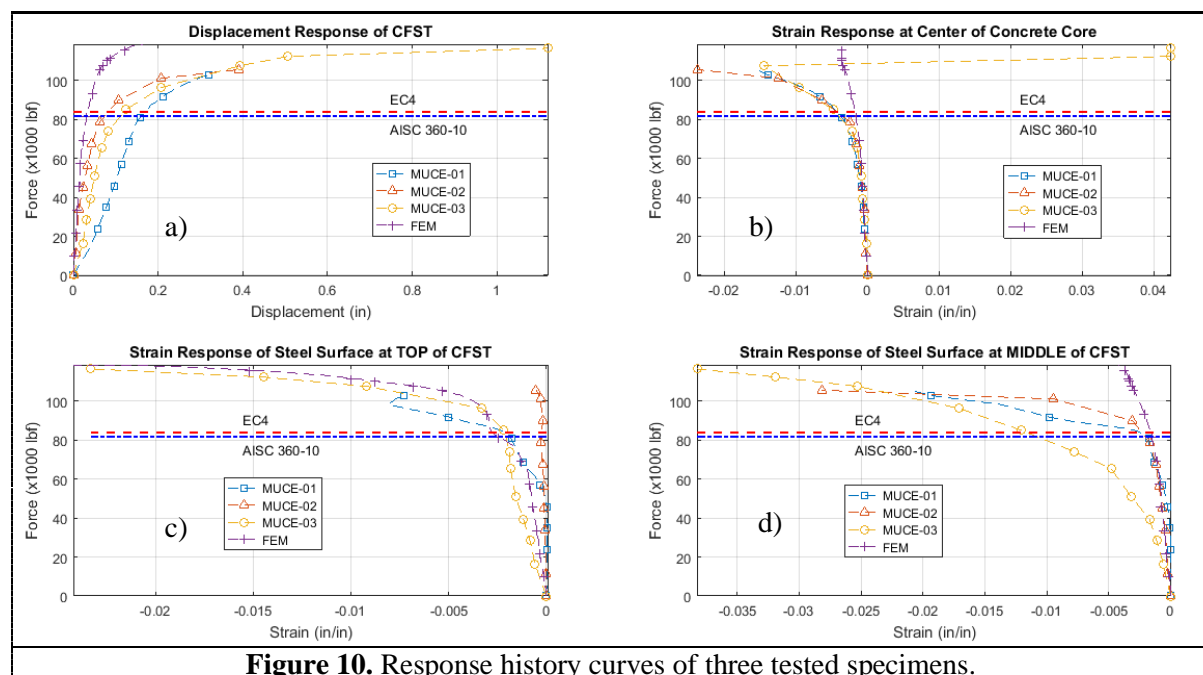 Displacement Response of CFST
Force (x1000 lbf)
100
80
60
40
20
0
EC4
AISC 360-10
MUCE-01
MUCE-02
MUCE-03
FEM
a)
0 0.2 0.4 0.6 0.8 1
Displacement (in)
Strain Response at Center of Concrete Core
Force (x1000 lbf)
100
80
60
40
20
0
EC4
AISC 360-10
MUCE-01
MUCE-02
MUCE-03
FEM
b)
-0.02 -0.01 0 0.01 0.02 0.03 0.04
Strain (in/in)
Strain Response of Steel Surface at TOP of CFST
Force (x1000 lbf)
100
80
60
40
20
0
EC4
AISC 360-10
MUCE-01
MUCE-02
MUCE-03
FEM
c)
-0.02 -0.015 -0.01 -0.005 0
Strain (in/in)
Strain Response of Steel Surface at MIDDLE of CFST
Force (x1000 lbf)
100
80
60
40
20
0
EC4
AISC 360-10
MUCE-01
MUCE-02
MUCE-03
FEM
d)
-0.035 -0.03 -0.025 -0.02 -0.015 -0.01 -0.005 0
Strain (in/in)
Figure 10. Response history curves of three tested specimens.